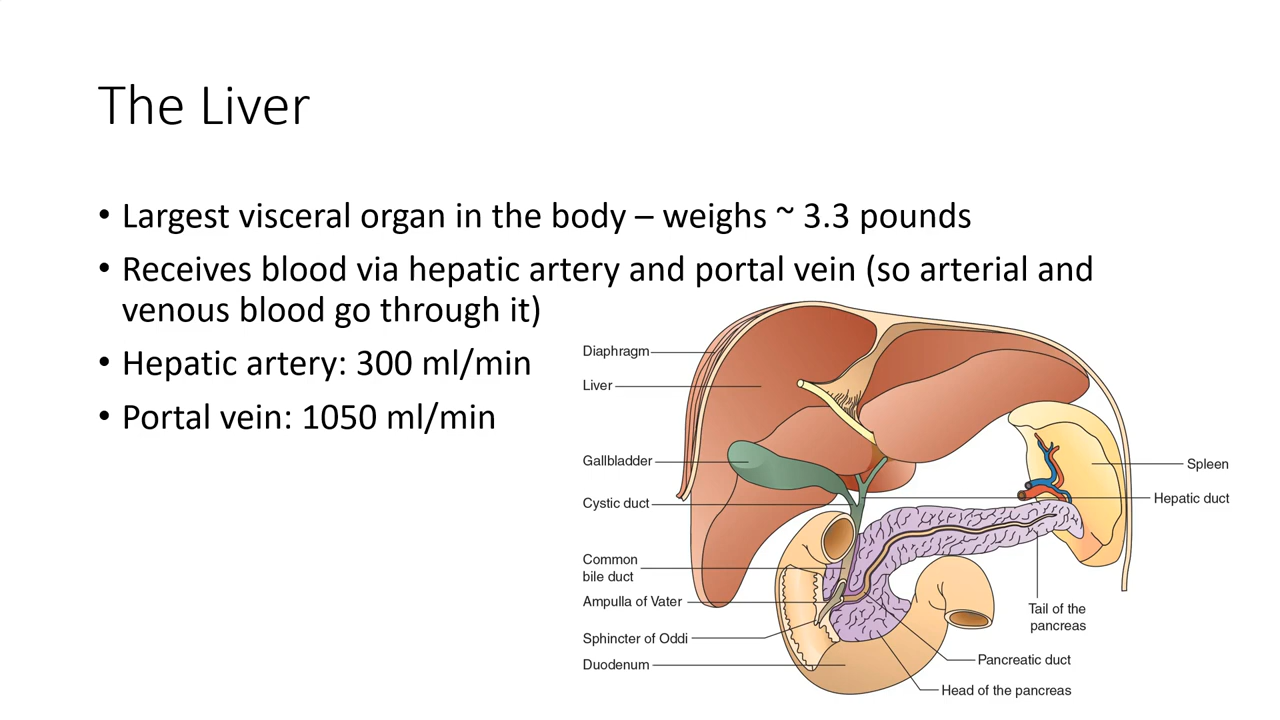 The Liver
• Largest visceral organ in the body – weighs ~ 3.3 pounds
• Receives blood via hepatic artery and portal vein (so arterial and
venous blood go through it)
• Hepatic artery: 300 ml/min
• Portal vein: 1050 ml/min
Diaphragm
Liver
Gallbladder
Cystic duct
Common
bile duct
Ampulla of Vater
Sphincter of Oddi
Duodenum
Spleen
Hepatic duct
Tail of the
pancreas
Pancreatic duct
Head of the pancreas